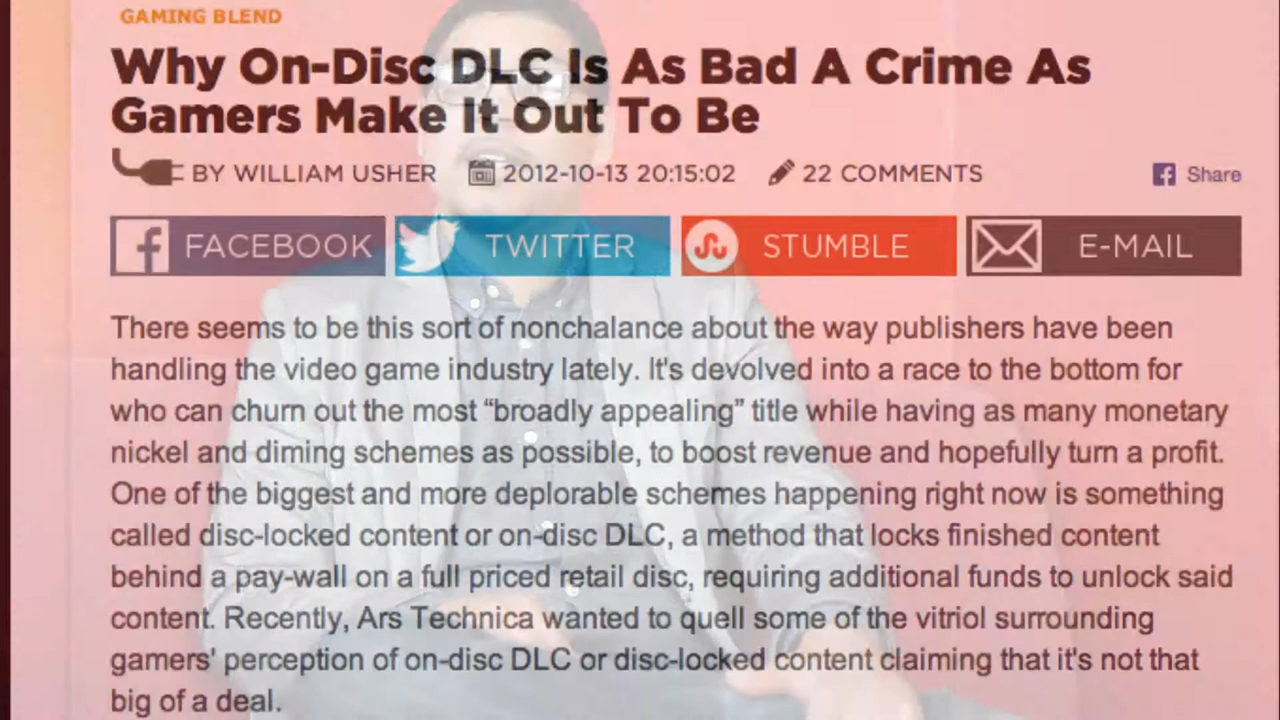 GAMING BLEND
Why On-Disc DLC Is As Bad A Crime As
Gamers Make It Out To Be
BY WILLIAM USHER 2012-10-13 20:15:02 22 COMMENTS Share
FACEBOOK TWITTER STUMBLE E-MAIL
There seems to be this sort of nonchalance about the way publishers have been
handling the video game industry lately. It's devolved into a race to the bottom for
who can churn out the most “broadly appealing” title while having as many monetary
nickel and diming schemes as possible, to boost revenue and hopefully turn a profit.
One of the biggest and more deplorable schemes happening right now is something
called disc-locked content or on-disc DLC, a method that locks finished content
behind a pay-wall on a full priced retail disc, requiring additional funds to unlock said
content. Recently, Ars Technica wanted to quell some of the vitriol surrounding
gamers' perception of on-disc DLC or disc-locked content claiming that it's not that
big of a deal.